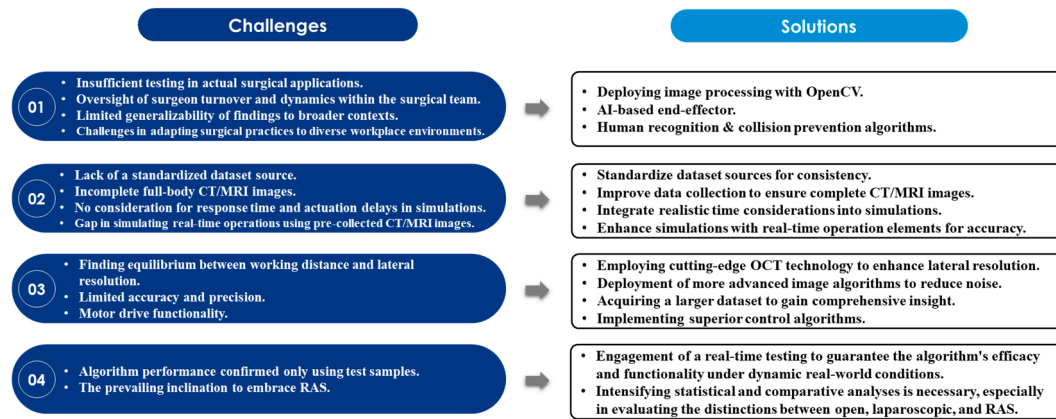 Challenges
Solutions
01
• Insufficient testing in actual surgical applications.
• Oversight of surgeon turnover and dynamics within the surgical team.
• Limited generalizability of findings to broader contexts.
• Challenges in adapting surgical practices to diverse workplace environments.
• Deploying image processing with OpenCV.
• AI-based end-effector.
• Human recognition & collision prevention algorithms.
02
• Lack of a standardized dataset source.
• Incomplete full-body CT/MRI images.
• No consideration for response time and actuation delays in simulations.
• Gap in simulating real-time operations using pre-collected CT/MRI images.
• Standardize dataset sources for consistency.
• Improve data collection to ensure complete CT/MRI images.
• Integrate realistic time considerations into simulations.
• Enhance simulations with real-time operation elements for accuracy.
03
• Finding equilibrium between working distance and lateral
resolution.
• Limited accuracy and precision.
• Motor drive functionality.
• Employing cutting-edge OCT technology to enhance lateral resolution.
• Deployment of more advanced image algorithms to reduce noise.
• Acquiring a larger dataset to gain comprehensive insight.
• Implementing superior control algorithms.
04
• Algorithm performance confirmed only using test samples.
• The prevailing inclination to embrace RAS.
• Engagement of a real-time testing to guarantee the algorithm's efficacy
and functionality under dynamic real-world conditions.
• Intensifying statistical and comparative analyses is necessary, especially
in evaluating the distinctions between open, laparoscopic, and RAS.